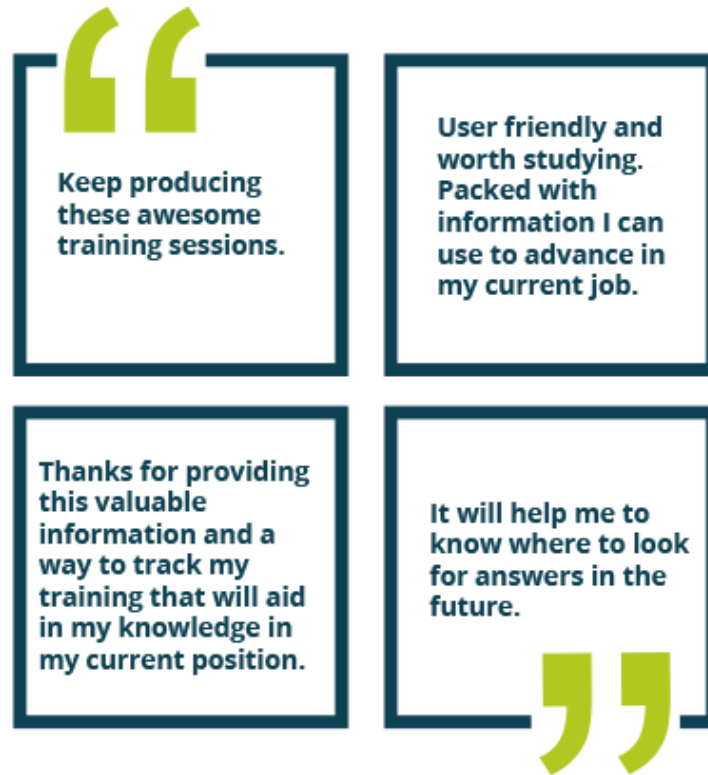 Keep producing
these awesome
training sessions.
User friendly and
worth studying.
Packed with
information I can
use to advance in
my current job.
Thanks for providing
this valuable
information and a
way to track my
training that will aid
in my knowledge in
my current position.
It will help me to
know where to look
for answers in the
future.